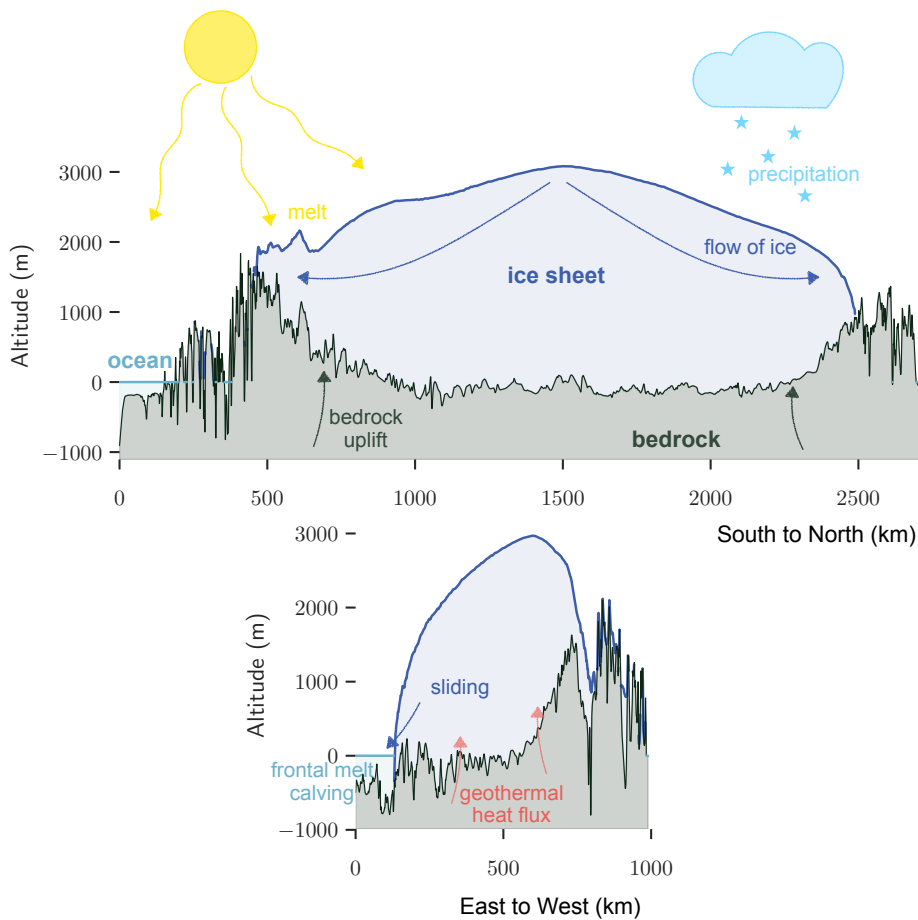 3000
precipitation
melt
2000
flow of ice
ice sheet
Altitude (m)
1000
ocean
0
bedrock
uplift
bedrock
−1000
0
500
1000
1500
2000
2500
South to North (km)
3000
2000
Altitude (m)
sliding
1000
0
frontal melt
calving
geothermal
heat flux
−1000
0
500
1000
East to West (km)